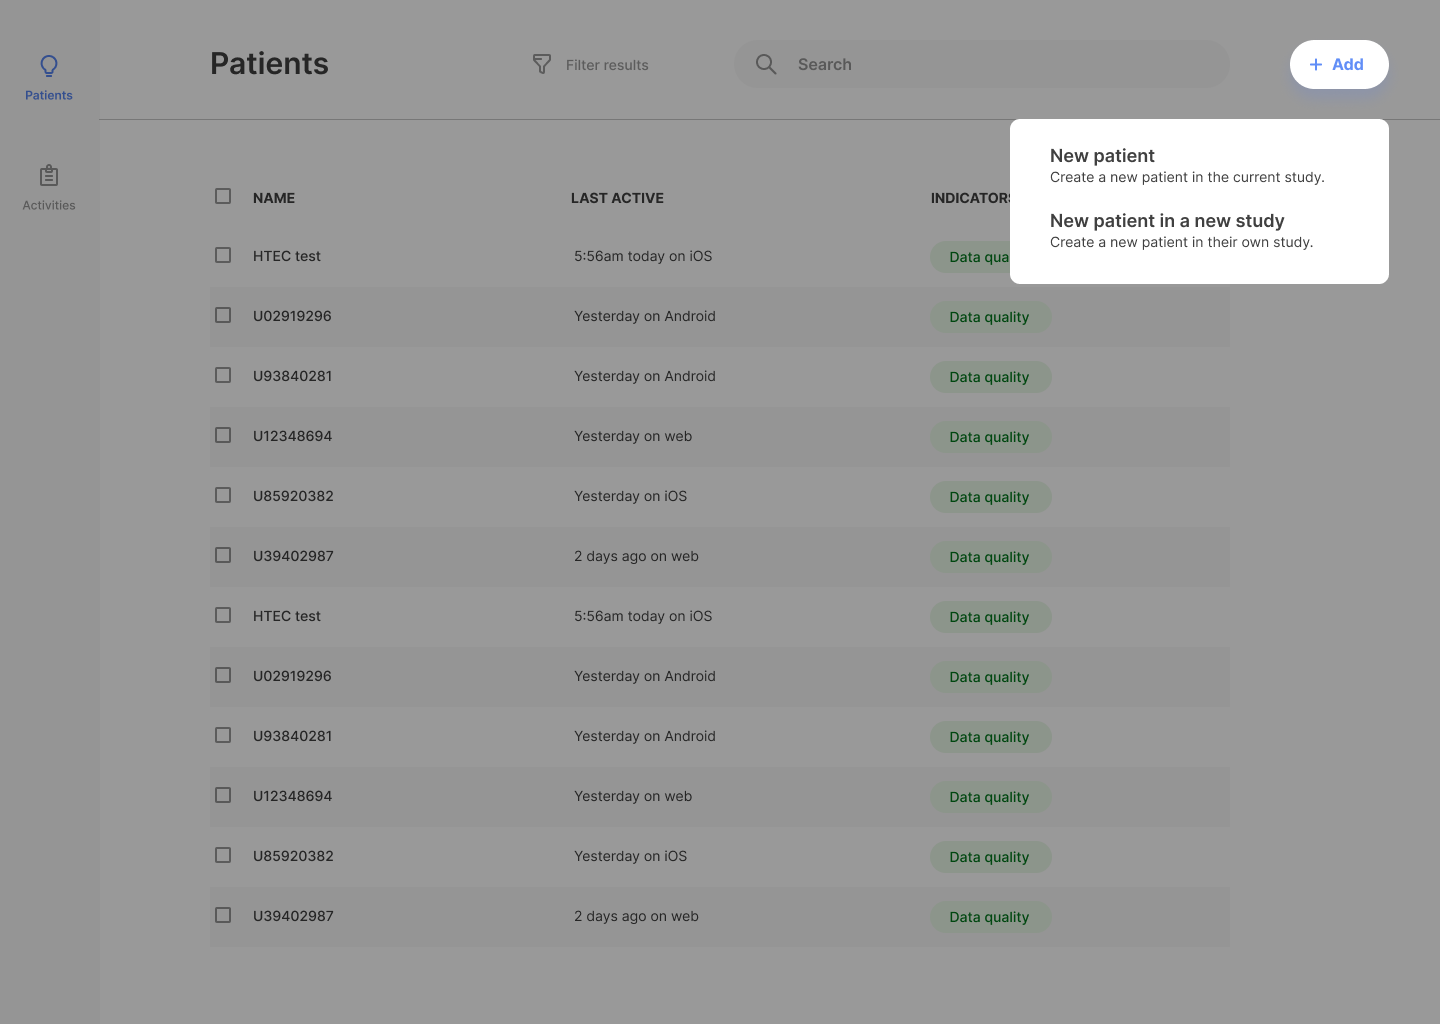 Patients
Activities
Patients
Filter results
Search
+ Add
New patient
Create a new patient in the current study.
New patient in a new study
Create a new patient in their own study.
NAME LAST ACTIVE INDICATORS
HTEC test 5:56am today on iOS Data qua
U02919296 Yesterday on Android Data quality
U93840281 Yesterday on Android Data quality
U12348694 Yesterday on web Data quality
U85920382 Yesterday on iOS Data quality
U39402987 2 days ago on web Data quality
HTEC test 5:56am today on iOS Data quality
U02919296 Yesterday on Android Data quality
U93840281 Yesterday on Android Data quality
U12348694 Yesterday on web Data quality
U85920382 Yesterday on iOS Data quality
U39402987 2 days ago on web Data quality